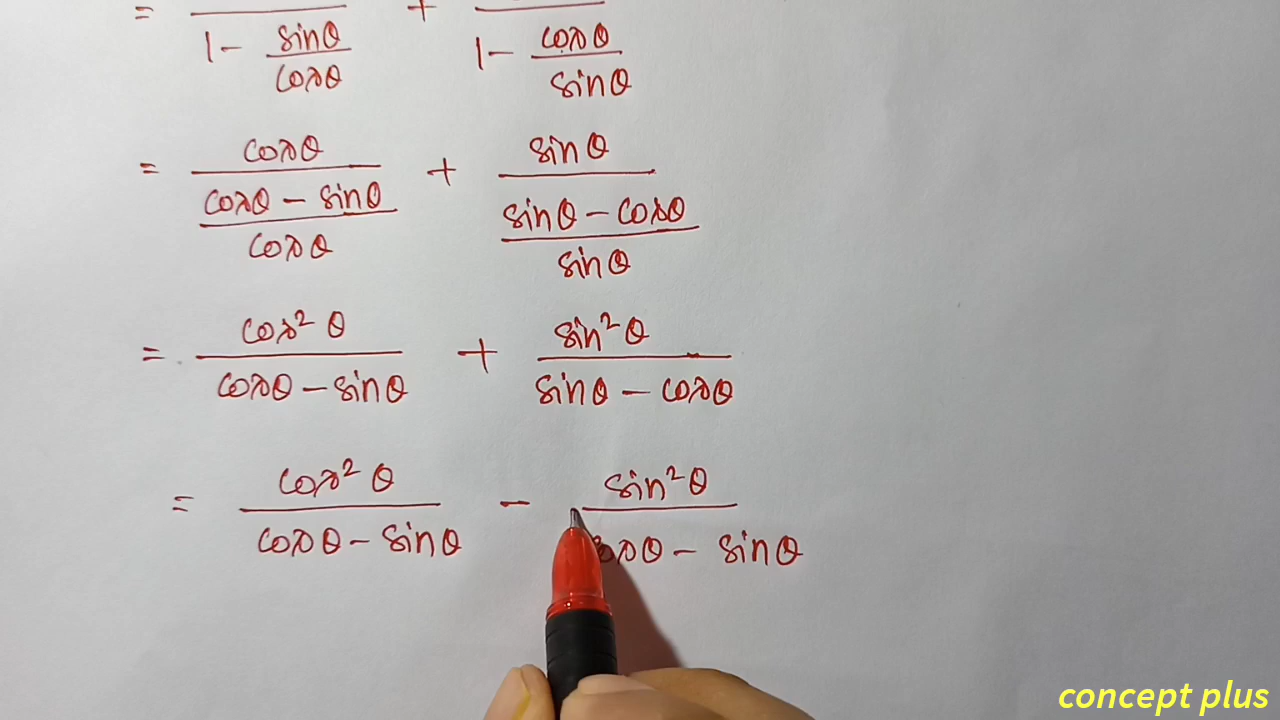 = 1 - sinθ/cosθ + 1 - cosθ/sinθ
= cosθ/((cosθ - sinθ)/cosθ) + sinθ/((sinθ - cosθ)/sinθ)
= cos²θ/(cosθ - sinθ) + sin²θ/(sinθ - cosθ)
= cos²θ/(cosθ - sinθ) - sin²θ/(cosθ - sinθ)
concept plus